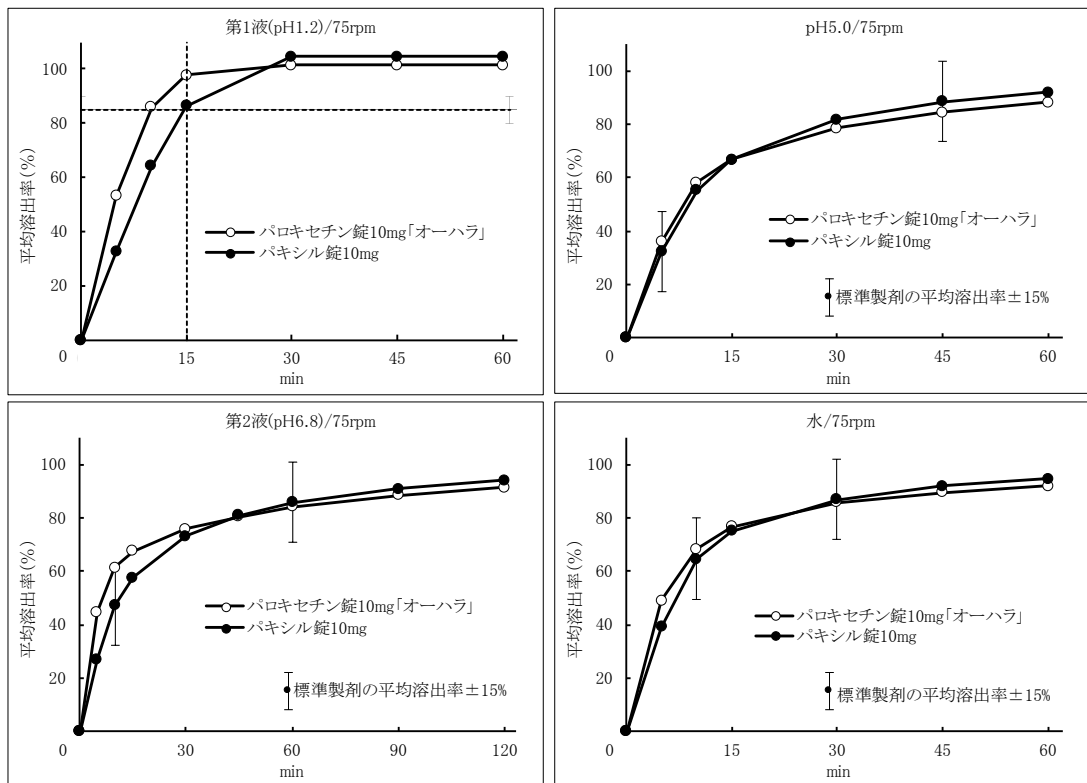 第1液(pH1.2)/75rpm
平均溶出率(%)
100
80
60
40
20
0
15
30
45
60
min
パロキセチン錠10mg「オーハラ」
パキシル錠10mg
pH5.0/75rpm
平均溶出率(%)
100
80
60
40
20
0
15
30
45
60
min
パロキセチン錠10mg「オーハラ」
パキシル錠10mg
標準製剤の平均溶出率±15%
第2液(pH6.8)/75rpm
平均溶出率(%)
100
80
60
40
20
0
30
60
90
120
min
パロキセチン錠10mg「オーハラ」
パキシル錠10mg
標準製剤の平均溶出率±15%
水/75rpm
平均溶出率(%)
100
80
60
40
20
0
15
30
45
60
min
パロキセチン錠10mg「オーハラ」
パキシル錠10mg
標準製剤の平均溶出率±15%